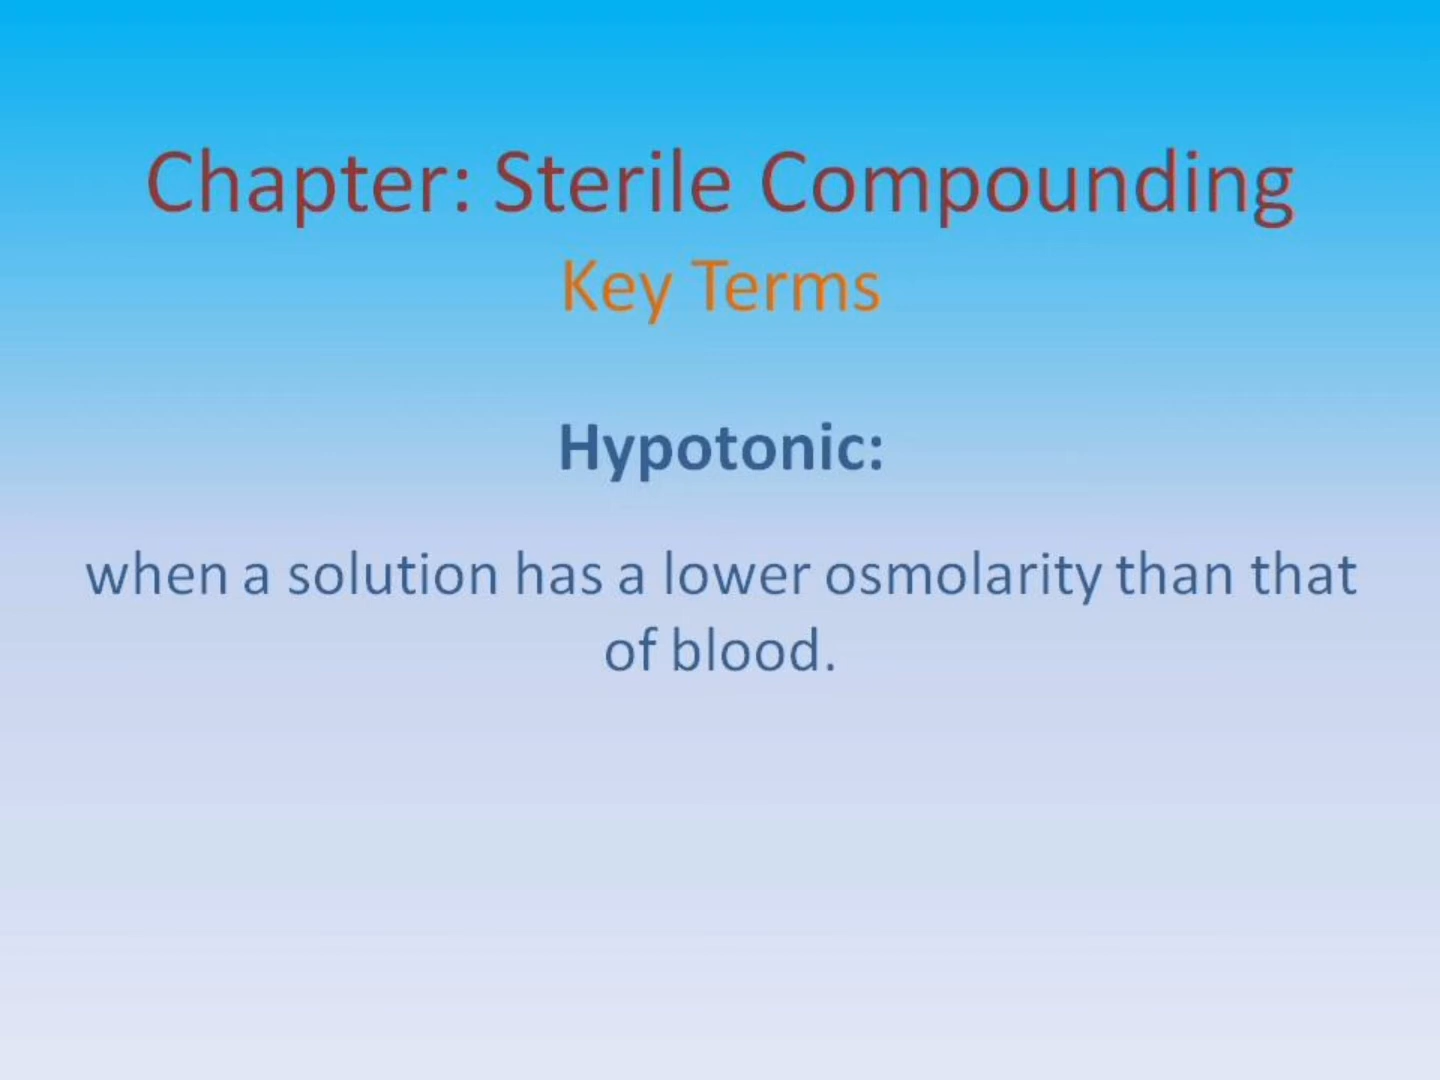 Chapter: Sterile Compounding
Key Terms
Hypotonic:
when a solution has a lower osmolarity than that
of blood.